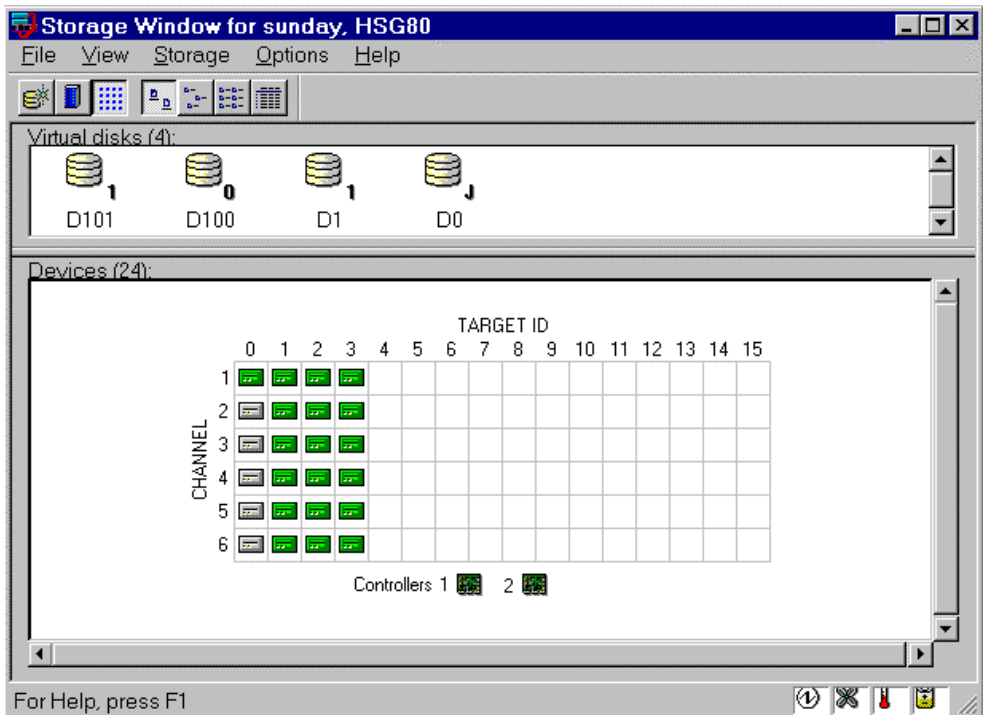 Storage Window for sunday, HSG80
File View Storage Options Help
Virtual disks (4):
1 0 1 J
D101 D100 D1 D0
Devices (24):
TARGET ID
0 1 2 3 4 5 6 7 8 9 10 11 12 13 14 15
CHANNEL
1
2
3
4
5
6
Controllers 1 2
For Help, press F1